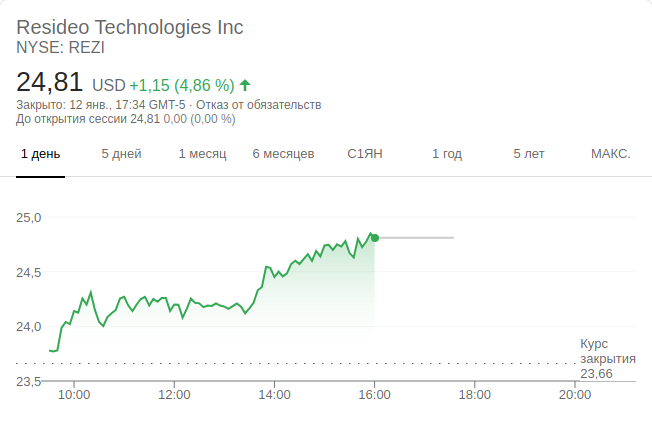 Resideo Technologies Inc
NYSE: REZI
24,81 USD +1,15 (4,86 %)
Закрыто: 12 янв., 17:34 GMT-5 · Отказ от обязательств
До открытия сессии 24,81 0,00 (0,00 %)
1 день 5 дней 1 месяц 6 месяцев С1ЯН 1 год 5 лет МАКС.
25,0
24,5
24,0
Курс
закрытия
23,66
23,5
10:00 12:00 14:00 16:00 18:00 20:00